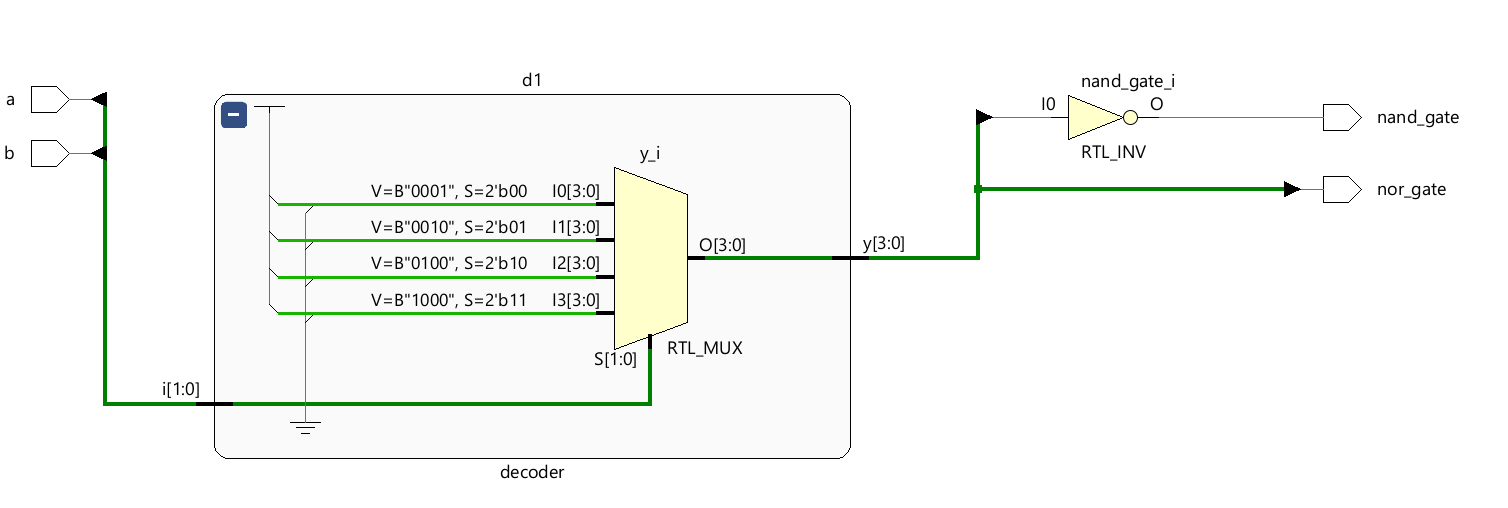 d1
a
b
y_i
V=B"0001", S=2'b00 I0[3:0]
V=B"0010", S=2'b01 I1[3:0]
V=B"0100", S=2'b10 I2[3:0]
V=B"1000", S=2'b11 I3[3:0]
O[3:0]
S[1:0]
RTL_MUX
i[1:0]
decoder
y[3:0]
nand_gate_i
I0 O
RTL_INV
nand_gate
nor_gate